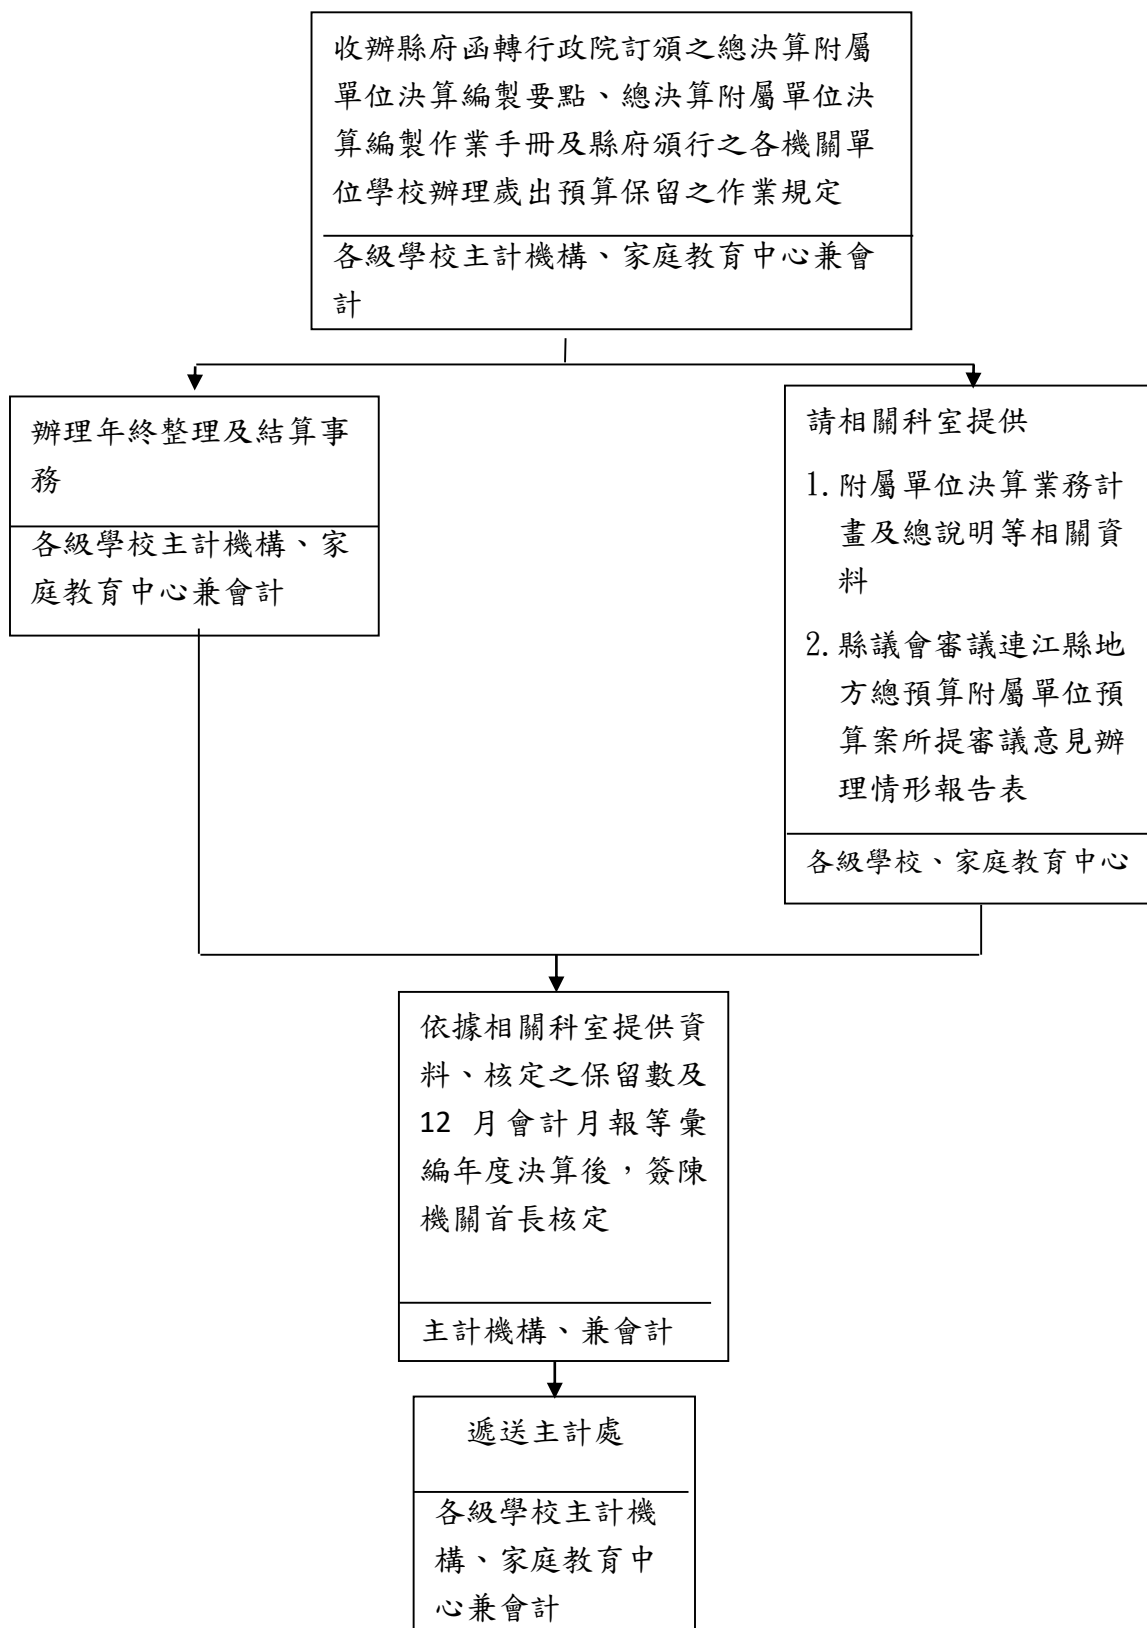 收辦縣府函轉行政院訂頒之總決算附屬
單位決算編製要點、總決算附屬單位決
算編製作業手冊及縣府頒行之各機關單
位學校辦理歲出預算保留之作業規定
各級學校主計機構、家庭教育中心兼會
計
辦理年終整理及結算事
務
各級學校主計機構、家
庭教育中心兼會計
請相關科室提供
1. 附屬單位決算業務計
畫及總說明等相關資
料
2. 縣議會審議連江縣地
方總預算附屬單位預
算案所提審議意見辦
理情形報告表
各級學校、家庭教育中心
依據相關科室提供資
料、核定之保留數及
12 月會計月報等彙
編年度決算後，簽陳
機關首長核定
主計機構、兼會計
遞送主計處
各級學校主計機
構、家庭教育中
心兼會計